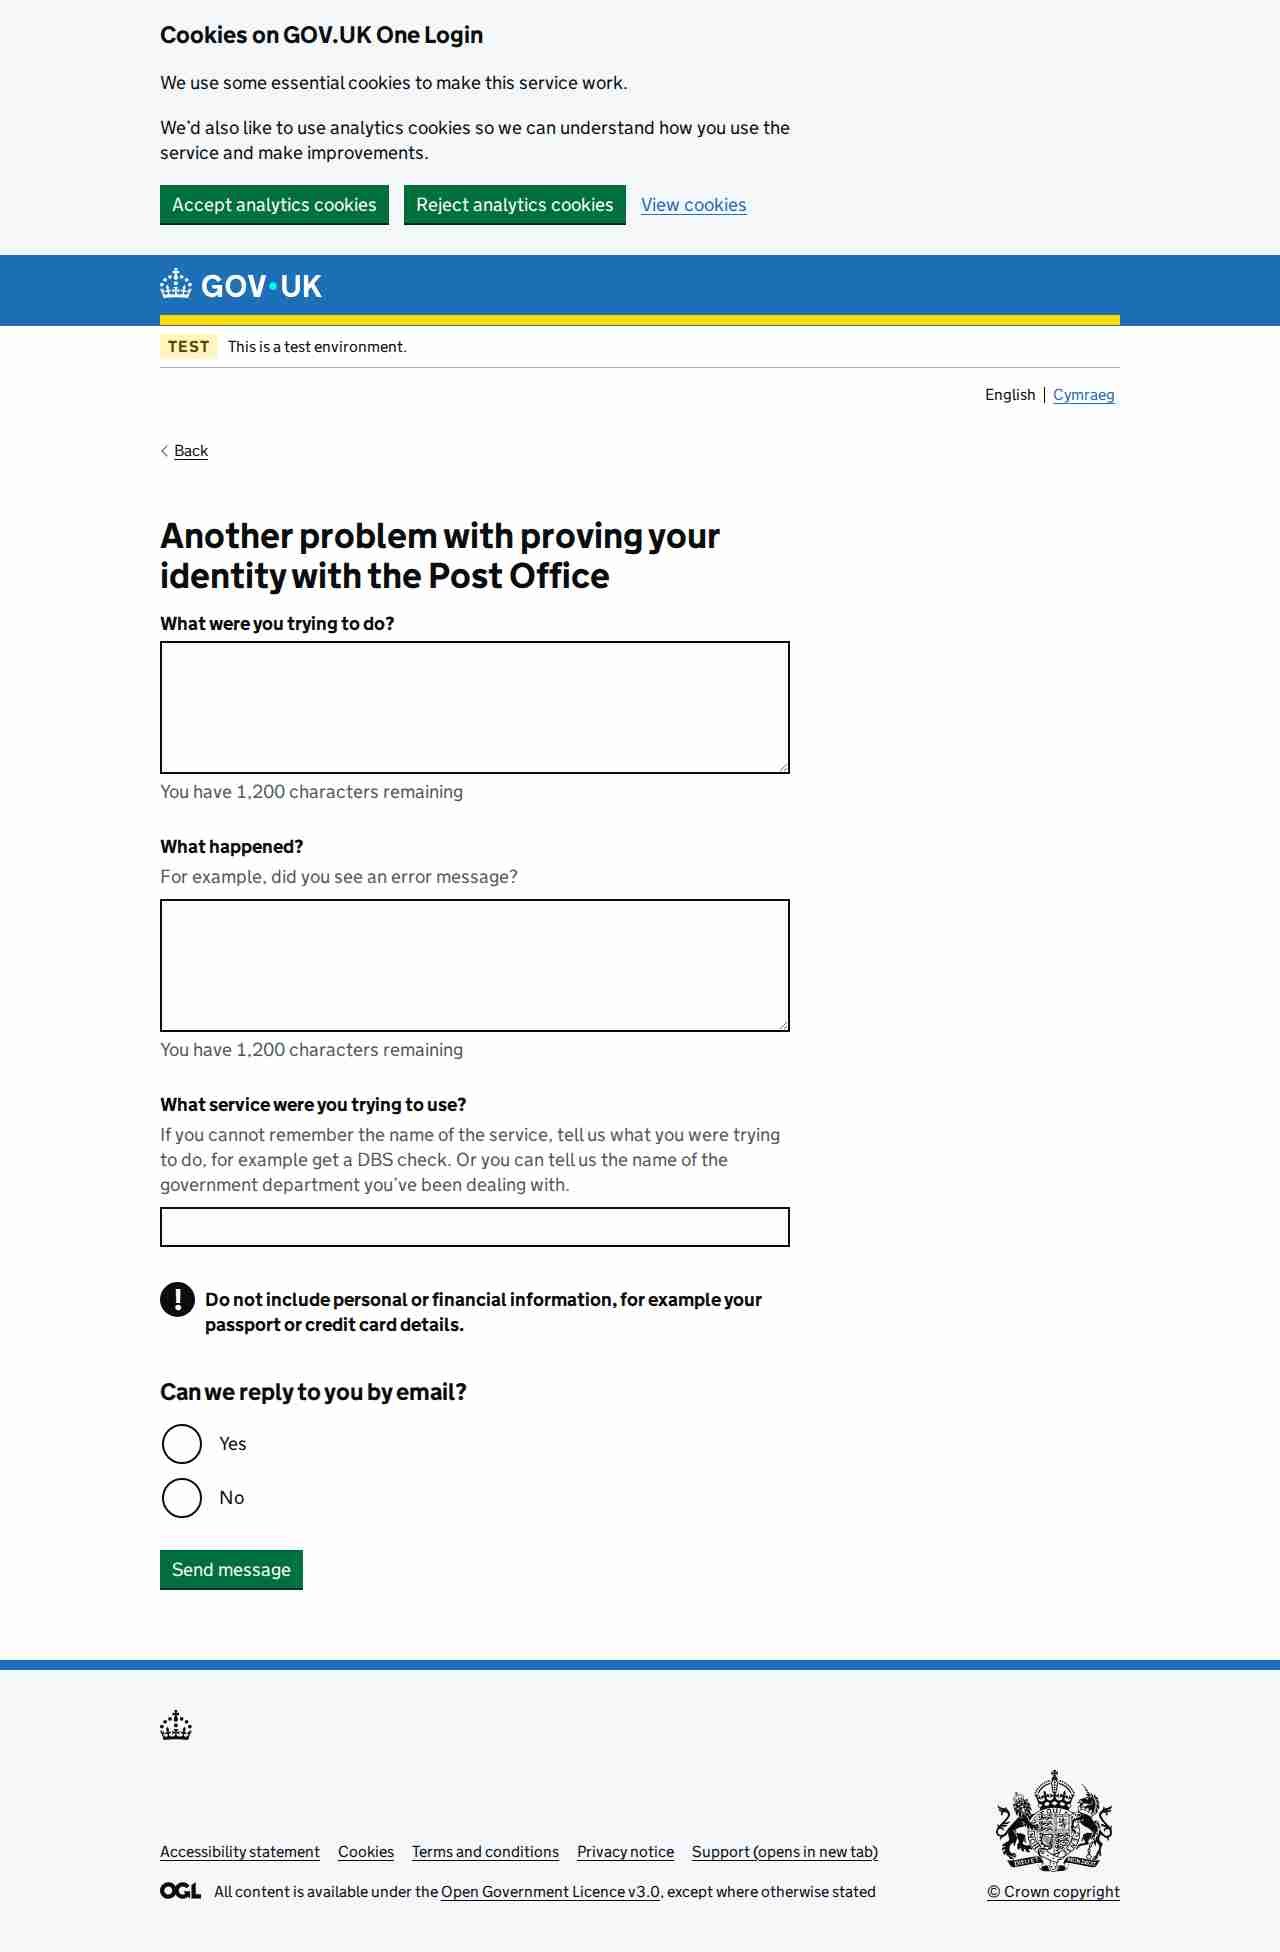 Cookies on GOV.UK One Login
We use some essential cookies to make this service work.
We'd also like to use analytics cookies so we can understand how you use the
service and make improvements.
Accept analytics cookies Reject analytics cookies View cookies
GOV·UK
TEST This is a test environment.
English Cymraeg
Back
Another problem with proving your
identity with the Post Office
What were you trying to do?
You have 1,200 characters remaining
What happened?
For example, did you see an error message?
You have 1,200 characters remaining
What service were you trying to use?
If you cannot remember the name of the service, tell us what you were trying
to do, for example get a DBS check. Or you can tell us the name of the
government department you've been dealing with.
! Do not include personal or financial information, for example your
passport or credit card details.
Can we reply to you by email?
Yes
No
Send message
Accessibility statement Cookies Terms and conditions Privacy notice Support (opens in new tab)
OGL All content is available under the Open Government Licence v3.0, except where otherwise stated
© Crown copyright